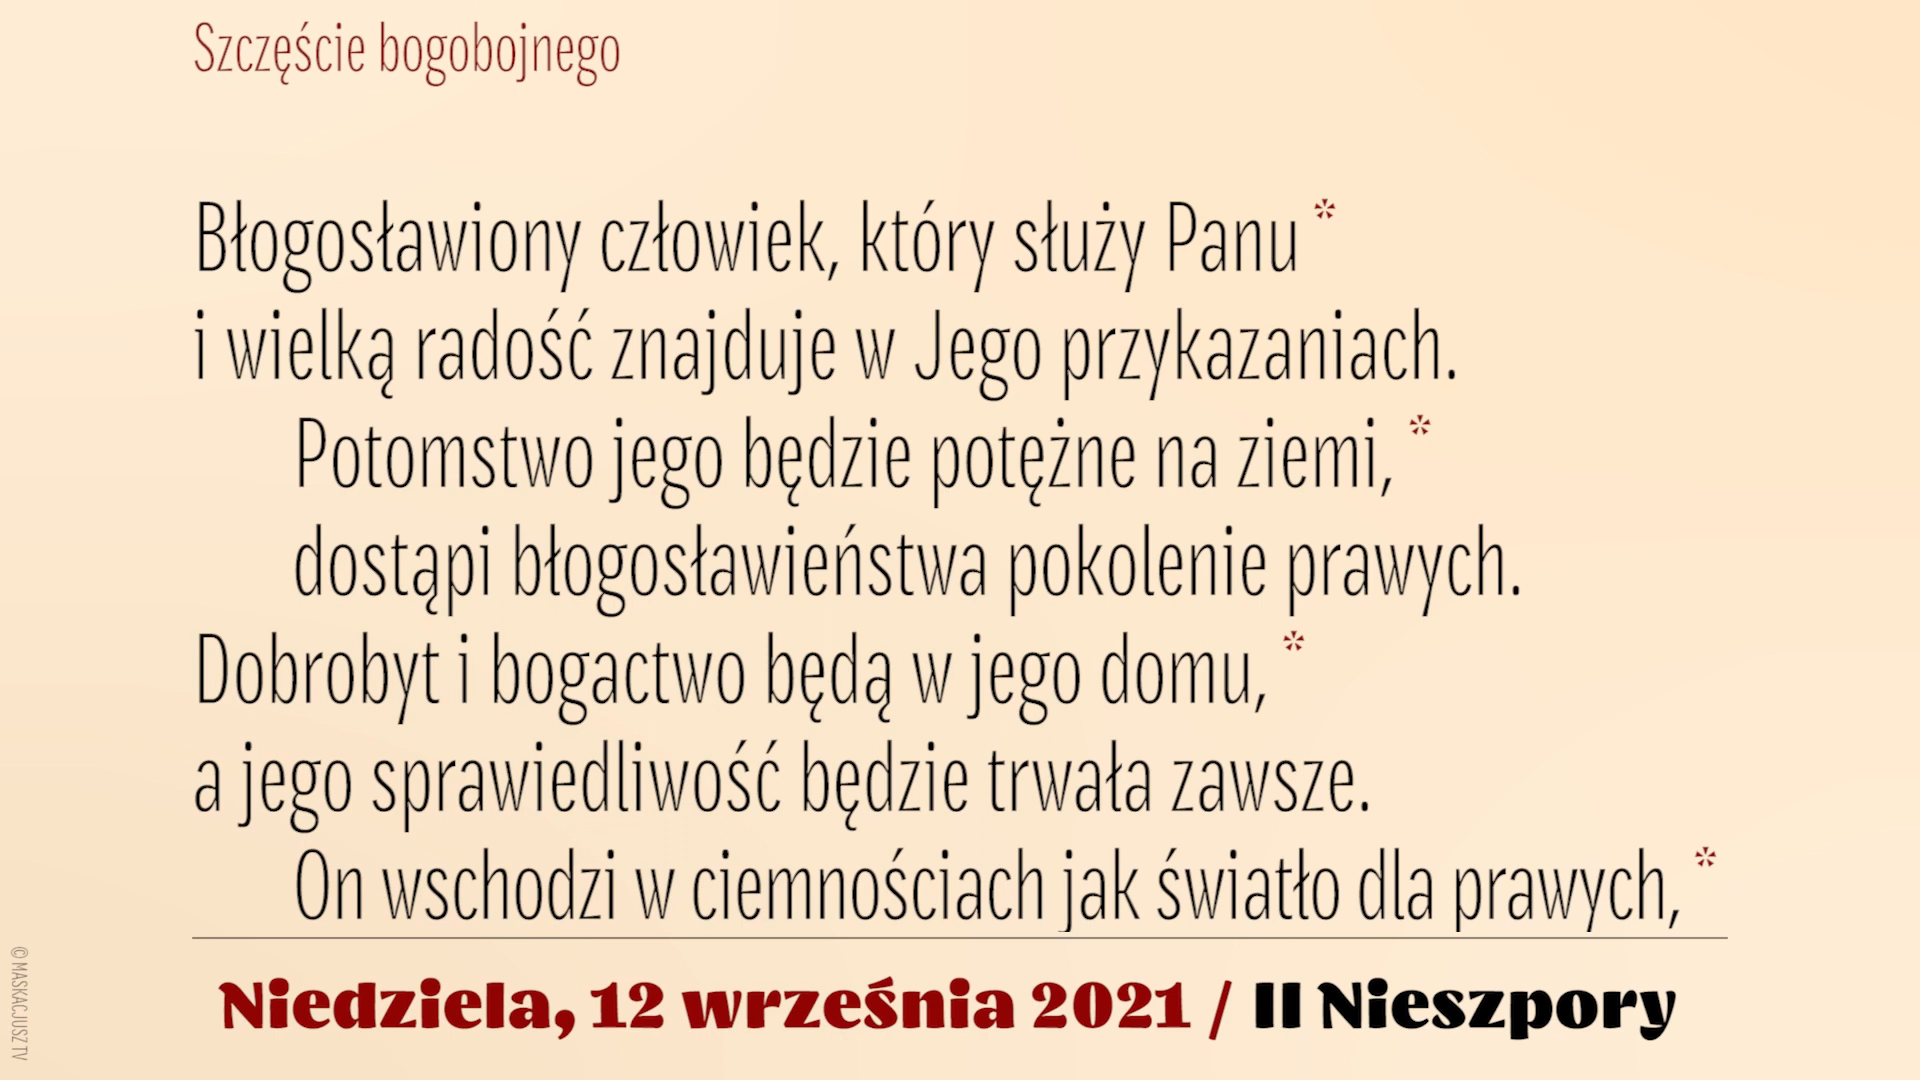 Szczęście bogobojnego
Błogosławiony człowiek, który służy Panu *
i wielką radość znajduje w Jego przykazaniach.
Potomstwo jego będzie potężne na ziemi, *
dostąpi błogosławieństwa pokolenie prawych.
Dobrobyt i bogactwo będą w jego domu, *
a jego sprawiedliwość będzie trwała zawsze.
On wschodzi w ciemnościach jak światło dla prawych, *
Niedziela, 12 września 2021 / II Nieszpory
© MASKACJUSZ TV